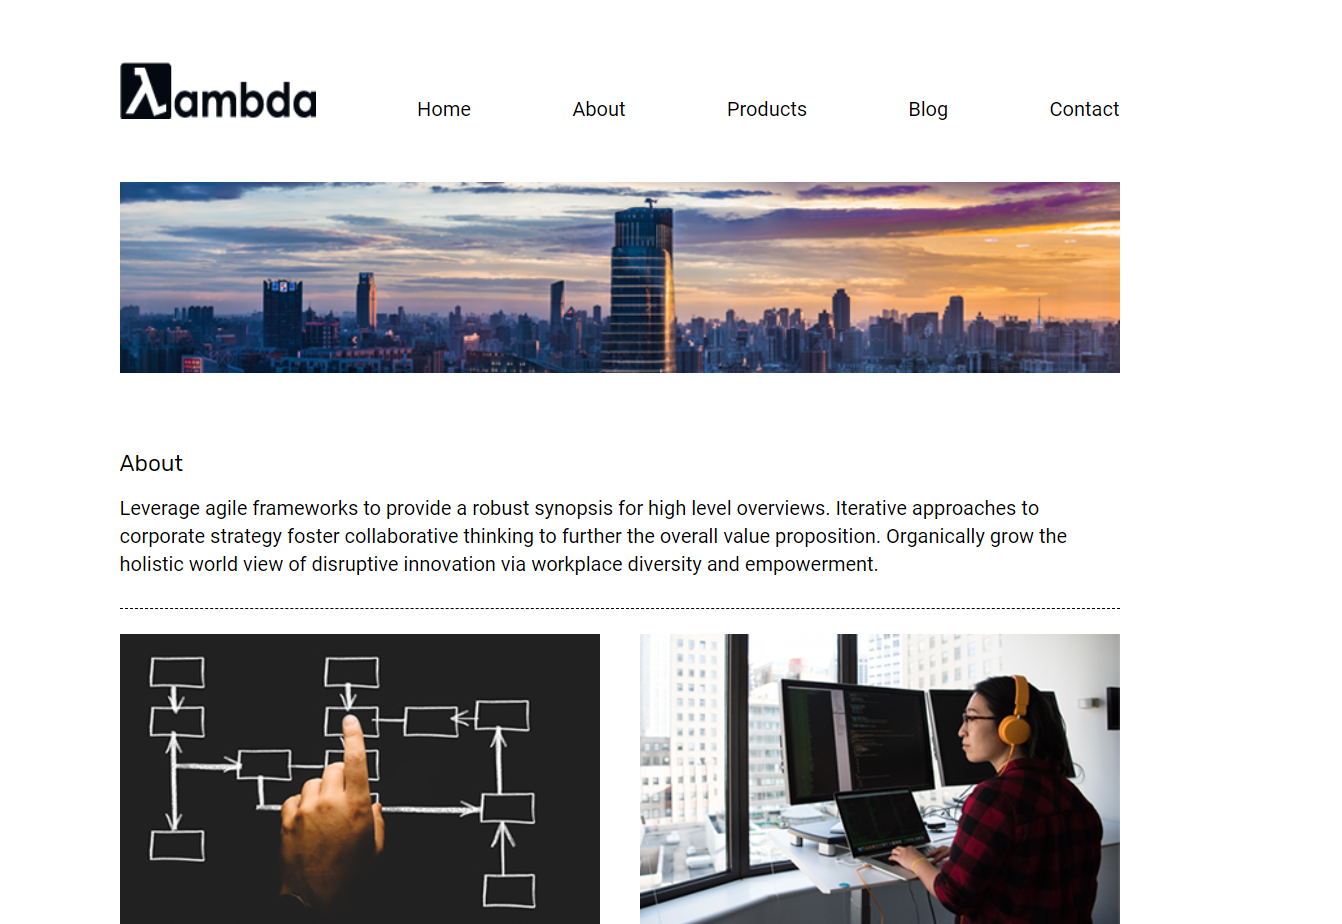 λambda
Home
About
Products
Blog
Contact
About
Leverage agile frameworks to provide a robust synopsis for high level overviews. Iterative approaches to
corporate strategy foster collaborative thinking to further the overall value proposition. Organically grow the
holistic world view of disruptive innovation via workplace diversity and empowerment.